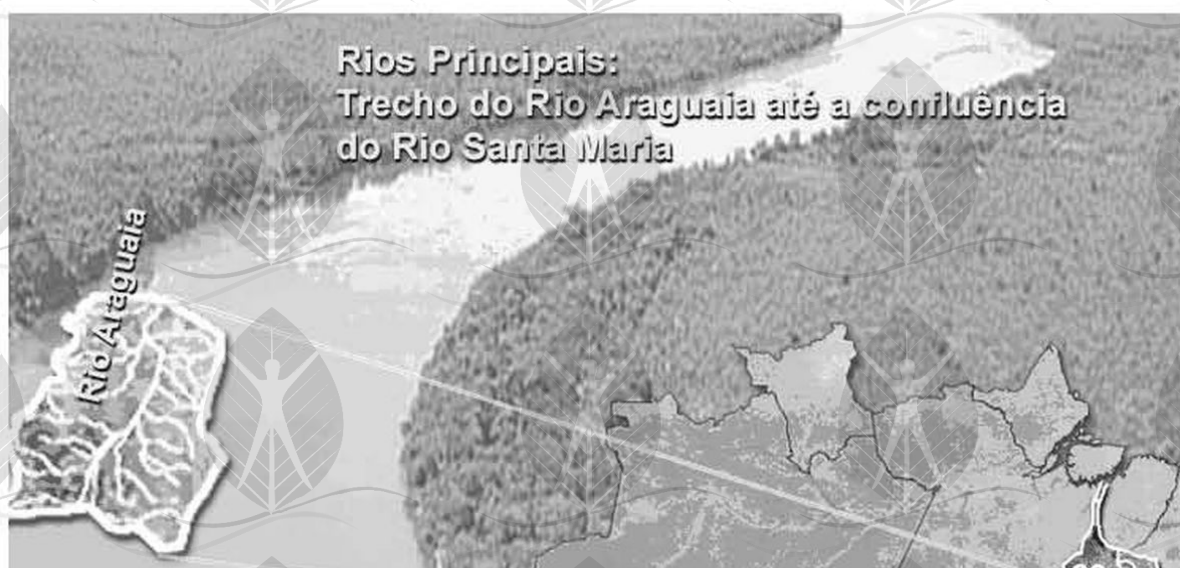 Rios Principais:
Trecho do Rio Araguaia até a confluência
do Rio Santa Maria
Rio Araguaia